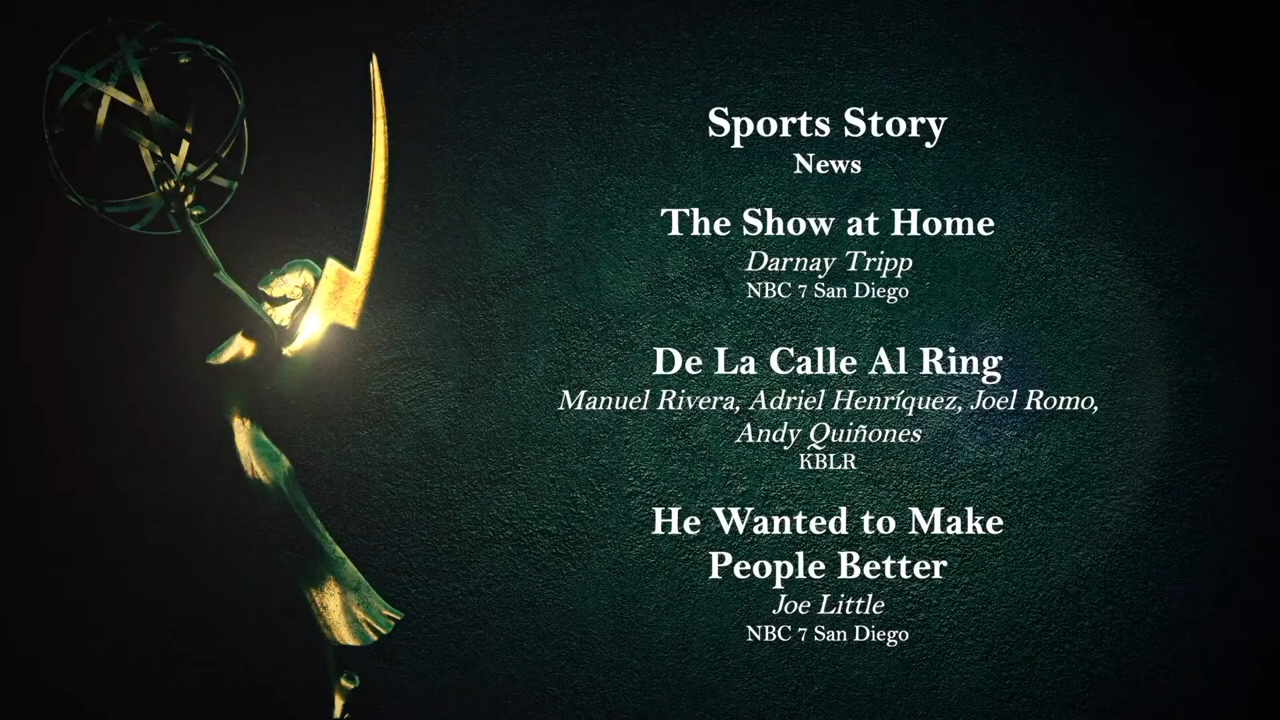 Sports Story
News
The Show at Home
Darnay Tripp
NBC 7 San Diego
De La Calle Al Ring
Manuel Rivera, Adriel Henríquez, Joel Romo,
Andy Quiñones
KBLR
He Wanted to Make
People Better
Joe Little
NBC 7 San Diego